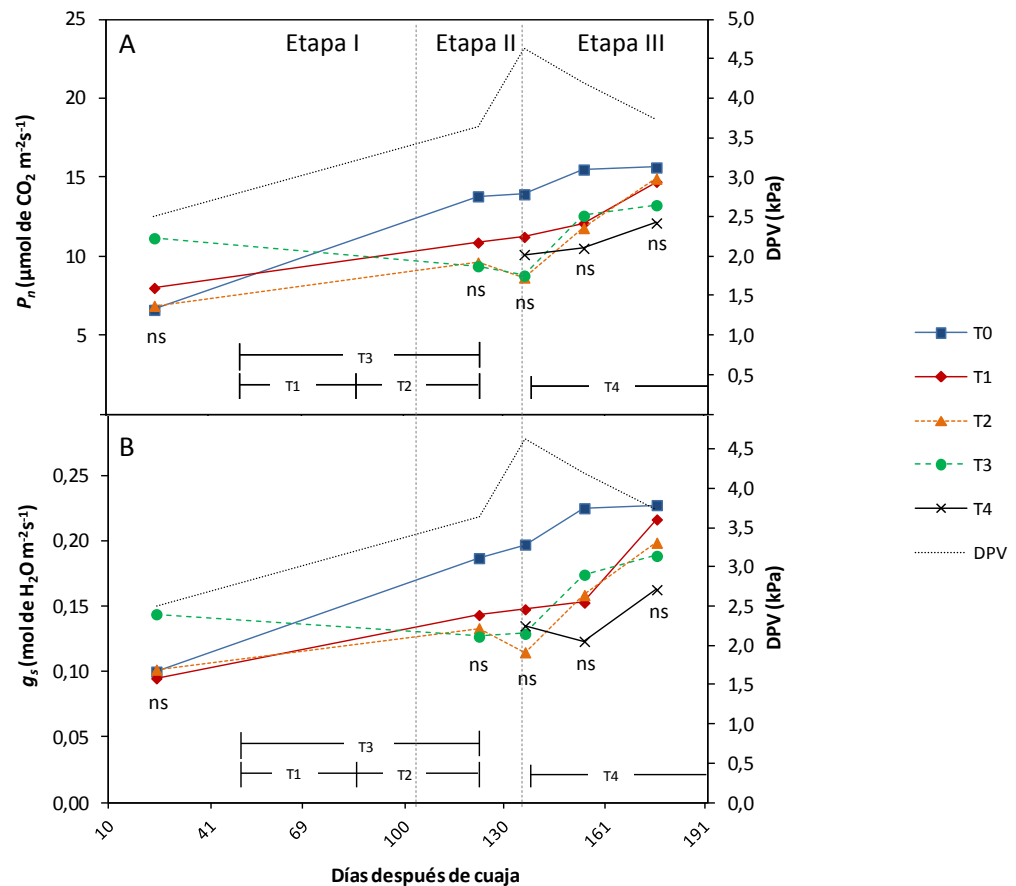 A
Etapa I
Etapa II
Etapa III
25
20
15
10
5
Pn (µmol de CO2 m-2s-1)
5,0
4,5
4,0
3,5
3,0
2,5
2,0
1,5
1,0
0,5
DPV (kPa)
ns
ns
ns
ns
ns
T3
T1
T2
T4
B
0,25
0,20
0,15
0,10
0,05
0,00
gs (mol de H2Om-2s-1)
4,5
4,0
3,5
3,0
2,5
2,0
1,5
1,0
0,5
0,0
DPV (kPa)
ns
ns
ns
ns
ns
T3
T1
T2
T4
10
41
69
100
130
161
191
Días después de cuaja
T0
T1
T2
T3
T4
DPV